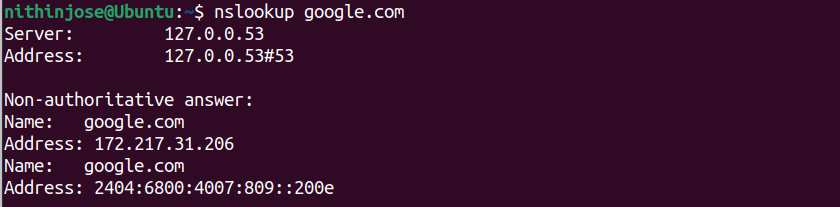 nithinjose@Ubuntu:~$ nslookup google.com
Server:         127.0.0.53
Address:        127.0.0.53#53
Non-authoritative answer:
Name:   google.com
Address: 172.217.31.206
Name:   google.com
Address: 2404:6800:4007:809::200e